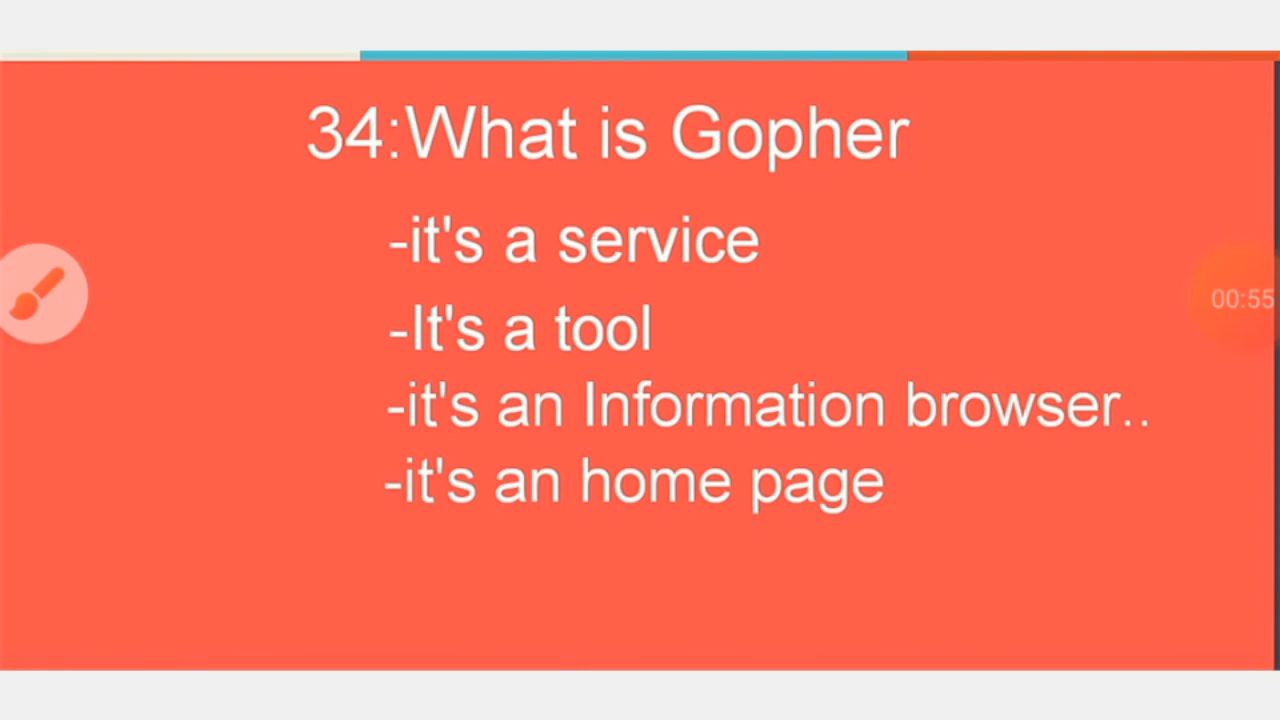 34:What is Gopher
-it's a service
-It's a tool
00:55
-it's an Information browser..
-it's an home page